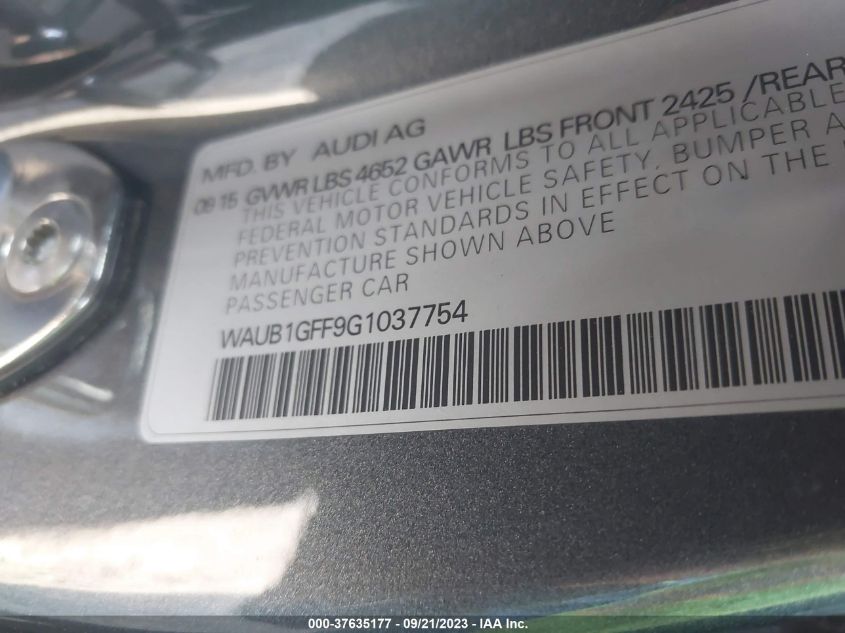 MFD. BY AUDI AG
09 15 GVWR LBS 4652 GAWR LBS FRONT 2425 /REAR
THIS VEHICLE CONFORMS TO ALL APPLICABLE
FEDERAL MOTOR VEHICLE SAFETY, BUMPER A
PREVENTION STANDARDS IN EFFECT ON THE
MANUFACTURE SHOWN ABOVE
PASSENGER CAR
WAUB1GFF9G1037754
000-37635177 - 09/21/2023 - IAA Inc.